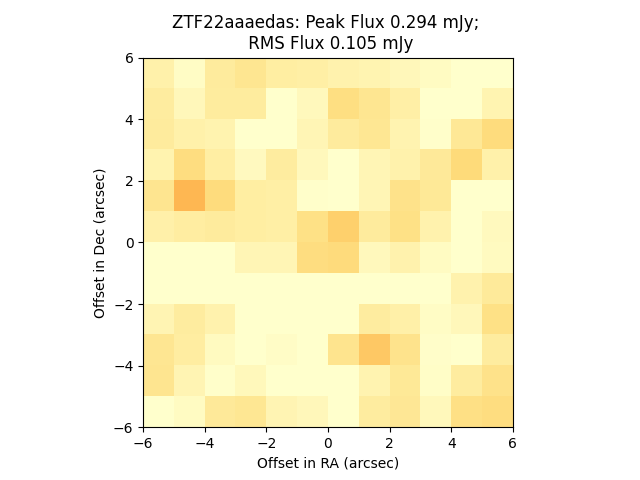 ZTF22aaaedas: Peak Flux 0.294 mJy;
RMS Flux 0.105 mJy
6
4
2
0
−2
−4
−6
Offset in Dec (arcsec)
−6 −4 −2 0 2 4 6
Offset in RA (arcsec)